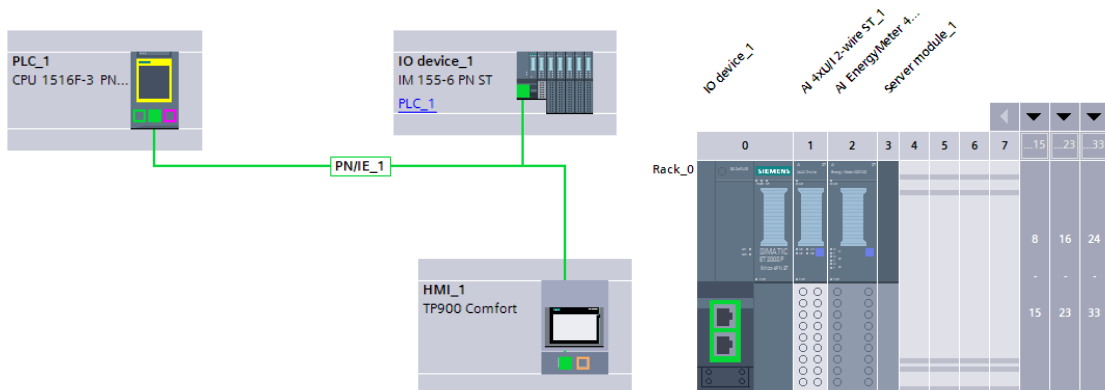 PLC_1
CPU 1516F-3 PN...
IO device_1
IM 155-6 PN ST
PLC_1
PN/IE_1
HMI_1
TP900 Comfort
IO device_1
AI 4xU/I 2-wire ST_1
AI EnergyMeter 4...
Server module_1
0 1 2 3 4 5 6 7 ...15 ...23 ...33
Rack_0
SIEMENS
SIMATIC
ET 200SP
8 16 24
- - -
15 23 33